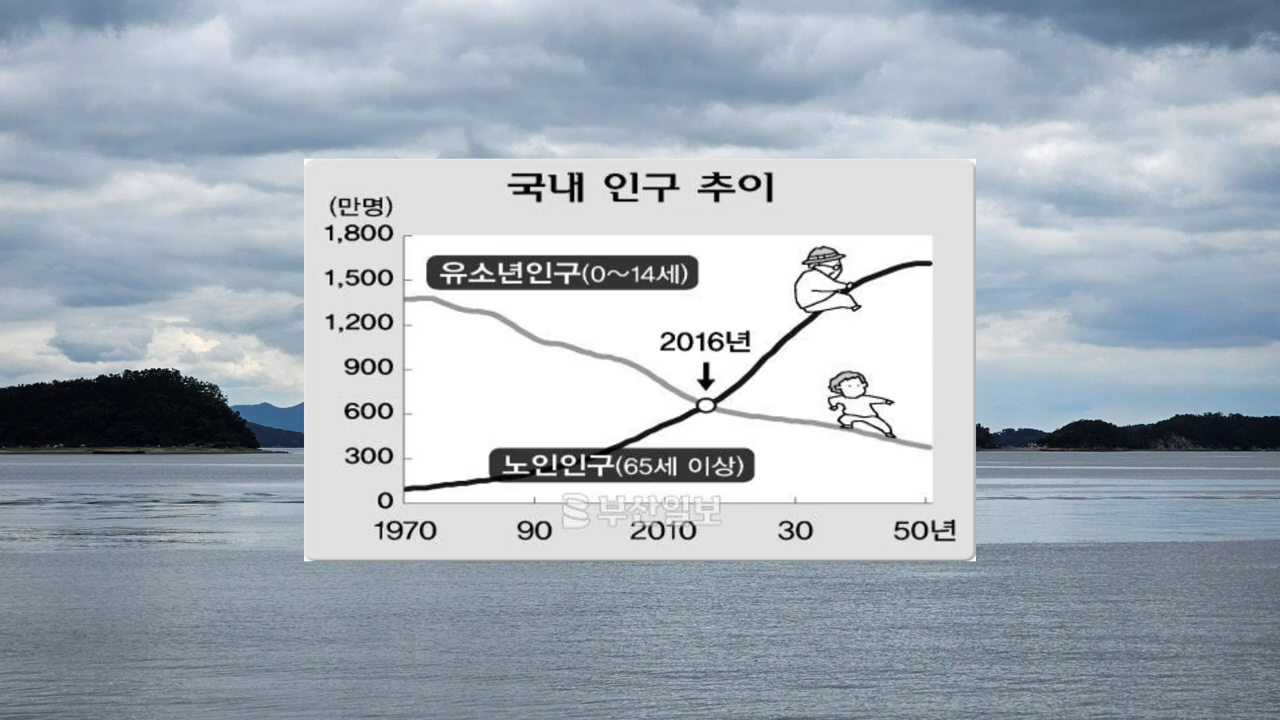 국내 인구 추이
(만명)
1,800
1,500
1,200
900
600
300
0
유소년인구(0~14세)
2016년
노인인구(65세 이상)
부산일보
1970 90 2010 30 50년